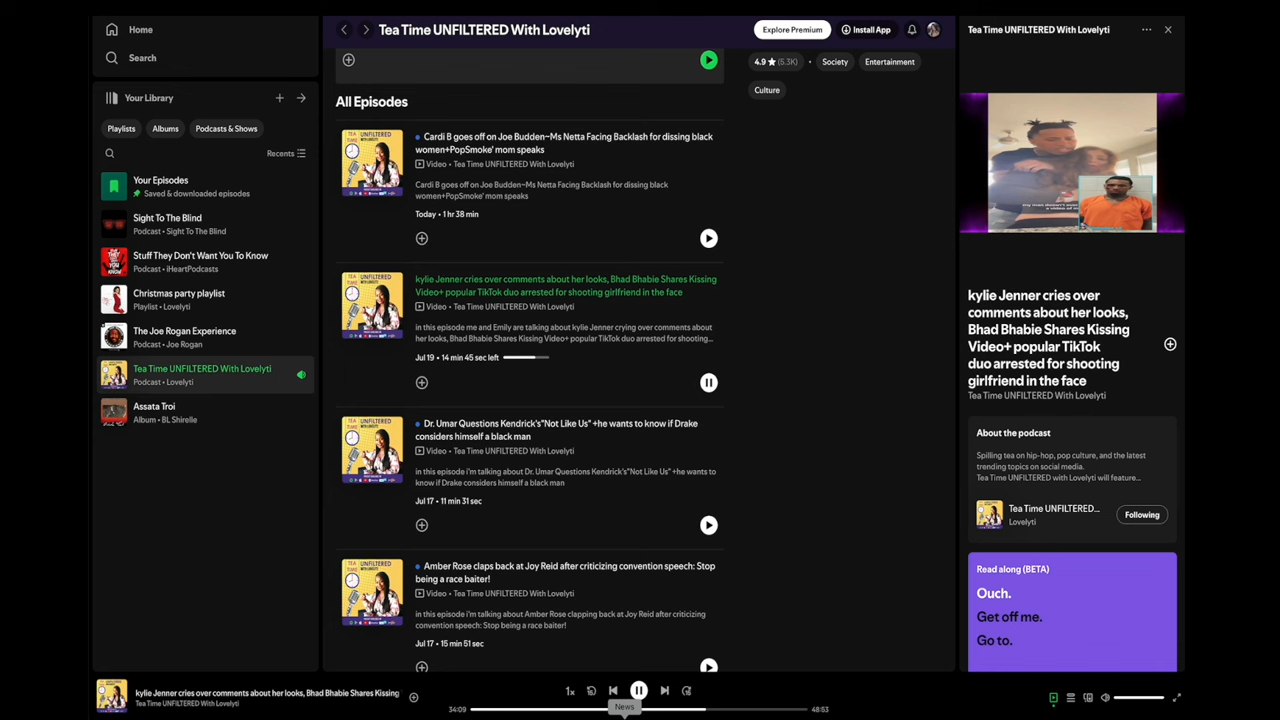 Home
Search
Your Library
Playlists
Albums
Podcasts & Shows
Recents
Your Episodes
Saved & downloaded episodes
Sight To The Blind
Podcast • Sight To The Blind
Stuff They Don't Want You To Know
Podcast • iHeartPodcasts
Christmas party playlist
Playlist • Lovelyti
The Joe Rogan Experience
Podcast • Joe Rogan
Tea Time UNFILTERED With Lovelyti
Podcast • Lovelyti
Assata Troi
Album • BL Shirelle
Tea Time UNFILTERED With Lovelyti
Explore Premium
Install App
4.9 ★ (5.3K)
Society
Entertainment
Culture
All Episodes
Cardi B goes off on Joe Budden~Ms Netta Facing Backlash for dissing black
women+PopSmoke' mom speaks
Video • Tea Time UNFILTERED With Lovelyti
Cardi B goes off on Joe Budden~Ms Netta Facing Backlash for dissing black
women+PopSmoke' mom speaks
Today • 1 hr 38 min
kylie Jenner cries over comments about her looks, Bhad Bhabie Shares Kissing
Video+ popular TikTok duo arrested for shooting girlfriend in the face
Video • Tea Time UNFILTERED With Lovelyti
in this episode me and Emily are talking about kylie Jenner crying over comments about
her looks, Bhad Bhabie Shares Kissing Video+ popular TikTok duo arrested for shooting...
Jul 19 • 14 min 45 sec left
Dr. Umar Questions Kendrick's"Not Like Us" +he wants to know if Drake
considers himself a black man
Video • Tea Time UNFILTERED With Lovelyti
in this episode i'm talking about Dr. Umar Questions Kendrick's"Not Like Us" +he wants to
know if Drake considers himself a black man
Jul 17 • 11 min 31 sec
Amber Rose claps back at Joy Reid after criticizing convention speech: Stop
being a race baiter!
Video • Tea Time UNFILTERED With Lovelyti
in this episode i'm talking about Amber Rose clapping back at Joy Reid after criticizing
convention speech: Stop being a race baiter!
Jul 17 • 15 min 51 sec
Tea Time UNFILTERED With Lovelyti
kylie Jenner cries over
comments about her looks,
Bhad Bhabie Shares Kissing
Video+ popular TikTok
duo arrested for shooting
girlfriend in the face
Tea Time UNFILTERED With Lovelyti
About the podcast
Spilling tea on hip-hop, pop culture, and the latest
trending topics on social media.
Tea Time UNFILTERED with Lovelyti will feature...
Tea Time UNFILTERED...
Lovelyti
Following
Read along (BETA)
Ouch.
Get off me.
Go to.
kylie Jenner cries over comments about her looks, Bhad Bhabie Shares Kissing
Tea Time UNFILTERED With Lovelyti
1x
News
34:09
48:53